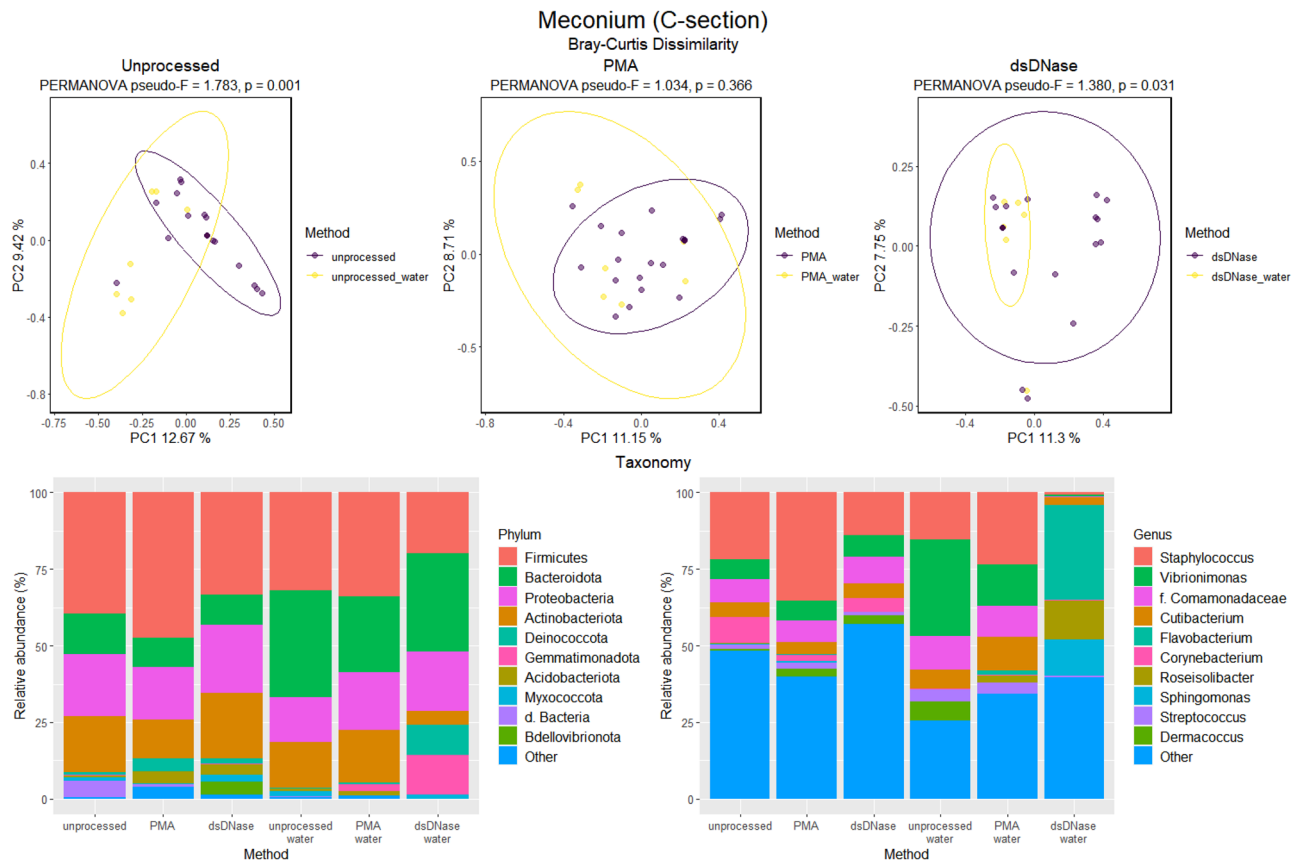 Meconium (C-section)
Bray-Curtis Dissimilarity
Unprocessed
PERMANOVA pseudo-F = 1.783, p = 0.001
0.4
0.0
-0.4
-0.8
PC2 9.42 %
-0.75
-0.50
-0.25
0.00
0.25
0.50
PC1 12.67 %
Method
unprocessed
unprocessed_water
PMA
PERMANOVA pseudo-F = 1.034, p = 0.366
0.5
0.0
-0.5
PC2 8.71 %
-0.8
-0.4
0.0
0.4
PC1 11.15 %
Method
PMA
PMA_water
dsDNase
PERMANOVA pseudo-F = 1.380, p = 0.031
0.25
0.00
-0.25
-0.50
PC2 7.75 %
-0.4
0.0
0.4
PC1 11.3 %
Method
dsDNase
dsDNase_water
Taxonomy
100
75
50
25
0
Relative abundance (%)
unprocessed
PMA
dsDNase
unprocessed
water
PMA
water
dsDNase
water
Method
Phylum
Firmicutes
Bacteroidota
Proteobacteria
Actinobacteriota
Deinococcota
Gemmatimonadota
Acidobacteriota
Myxococcota
d. Bacteria
Bdellovibrionota
Other
100
75
50
25
0
Relative abundance (%)
unprocessed
PMA
dsDNase
unprocessed
water
PMA
water
dsDNase
water
Method
Genus
Staphylococcus
Vibrionimonas
f. Comamonadaceae
Cutibacterium
Flavobacterium
Corynebacterium
Roseisolibacter
Sphingomonas
Streptococcus
Dermacoccus
Other